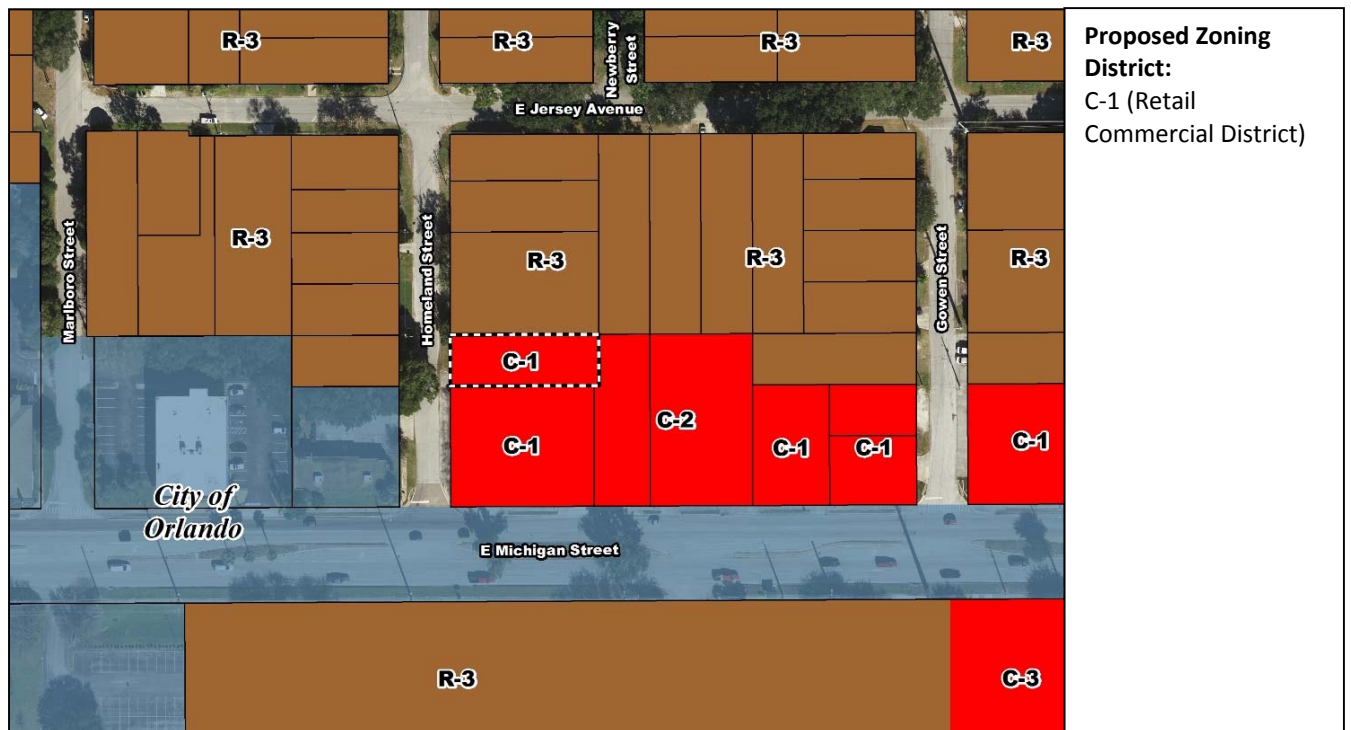 R-3
R-3
R-3
R-3
Newberry
Street
E Jersey Avenue
Marlboro Street
R-3
Homeland Street
R-3
R-3
Gowen Street
R-3
C-1
C-1
C-2
C-1
C-1
C-1
City of
Orlando
E Michigan Street
R-3
C-3
Proposed Zoning
District:
C-1 (Retail
Commercial District)